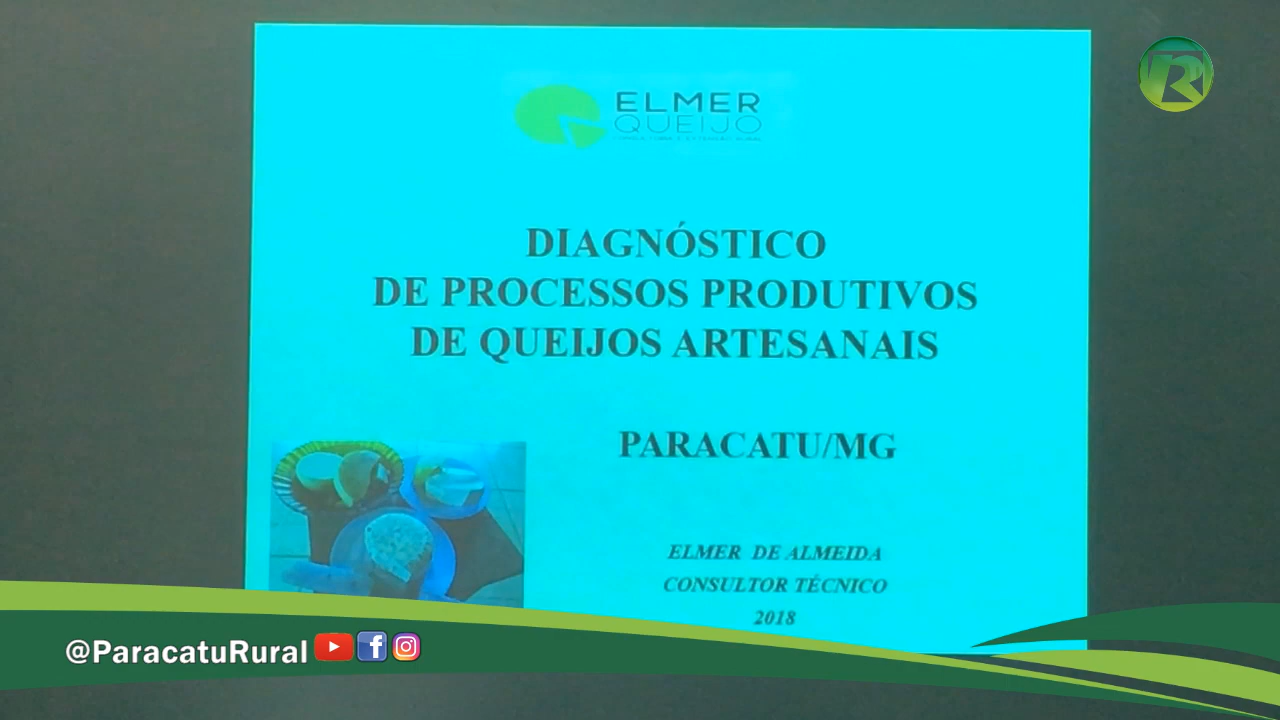 ELMER
QUEIJO
DIAGNÓSTICO
DE PROCESSOS PRODUTIVOS
DE QUEIJOS ARTESANAIS
PARACATU/MG
ELMER DE ALMEIDA
CONSULTOR TÉCNICO
2018
@ParacatuRural